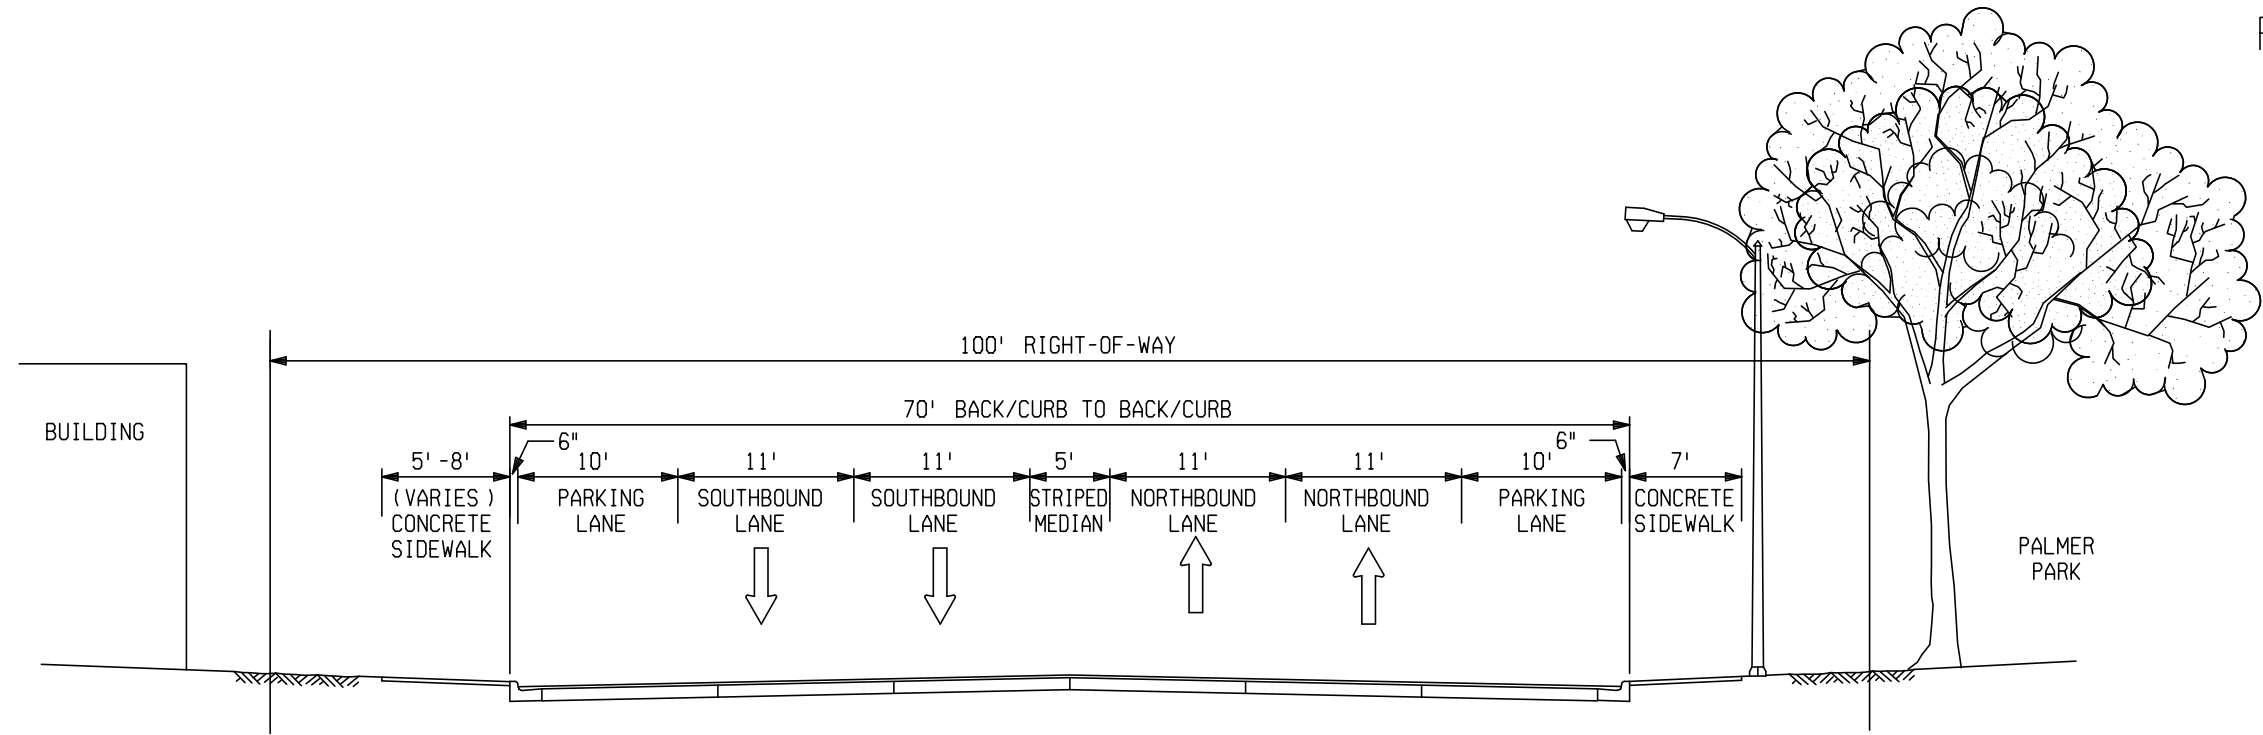 100' RIGHT-OF-WAY
70' BACK/CURB TO BACK/CURB
BUILDING
6"
6"
5'-8'
10'
11'
11'
5'
11'
11'
10'
7'
(VARIES)
CONCRETE
SIDEWALK
PARKING
LANE
SOUTHBOUND
LANE
SOUTHBOUND
LANE
STRIPED
MEDIAN
NORTHBOUND
LANE
NORTHBOUND
LANE
PARKING
LANE
CONCRETE
SIDEWALK
PALMER
PARK